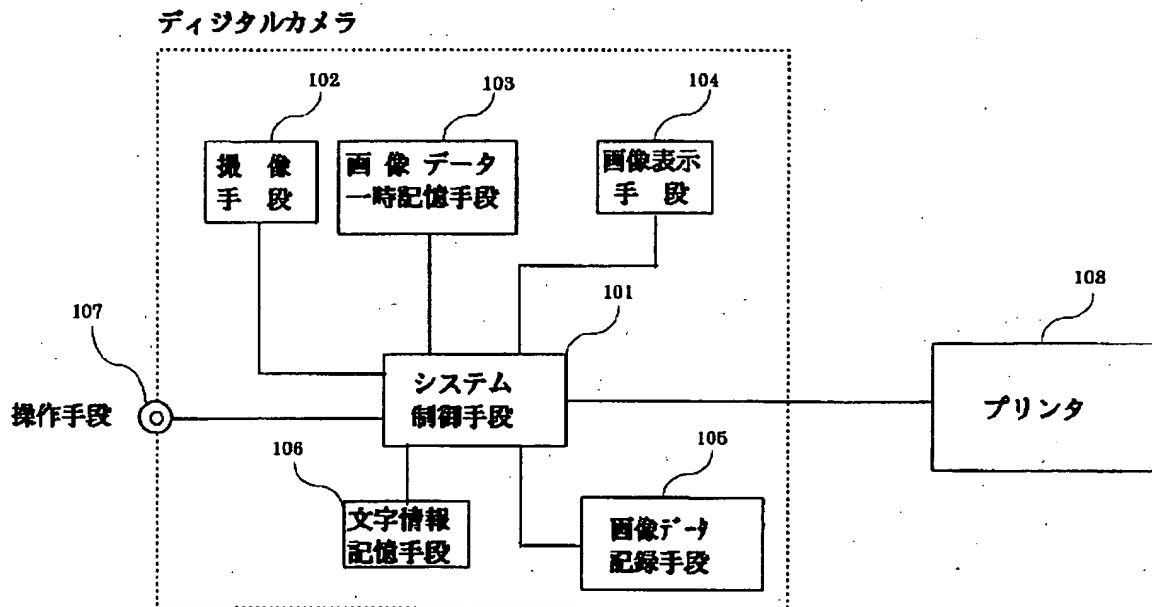 ディジタルカメラ
102
撮 像
手 段
103
画 像 データ
一時記憶手段
104
画像表示
手 段
101
システム
制御手段
107
操作手段
108
プリンタ
106
文字情報
記憶手段
105
画像データ
記録手段